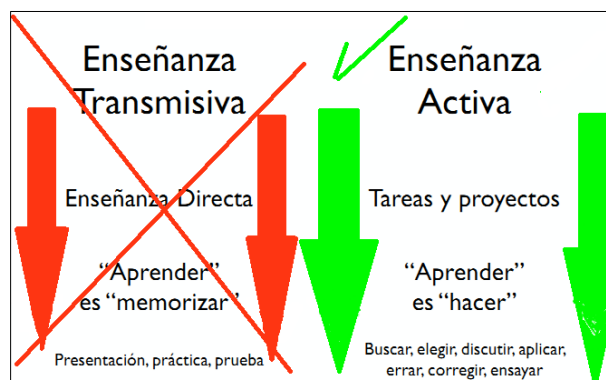 Enseñanza
Transmisiva
Enseñanza Directa
“Aprender”
es “memorizar”
Presentación, práctica, prueba
Enseñanza
Activa
Tareas y proyectos
“Aprender”
es “hacer”
Buscar, elegir, discutir, aplicar,
errar, corregir, ensayar